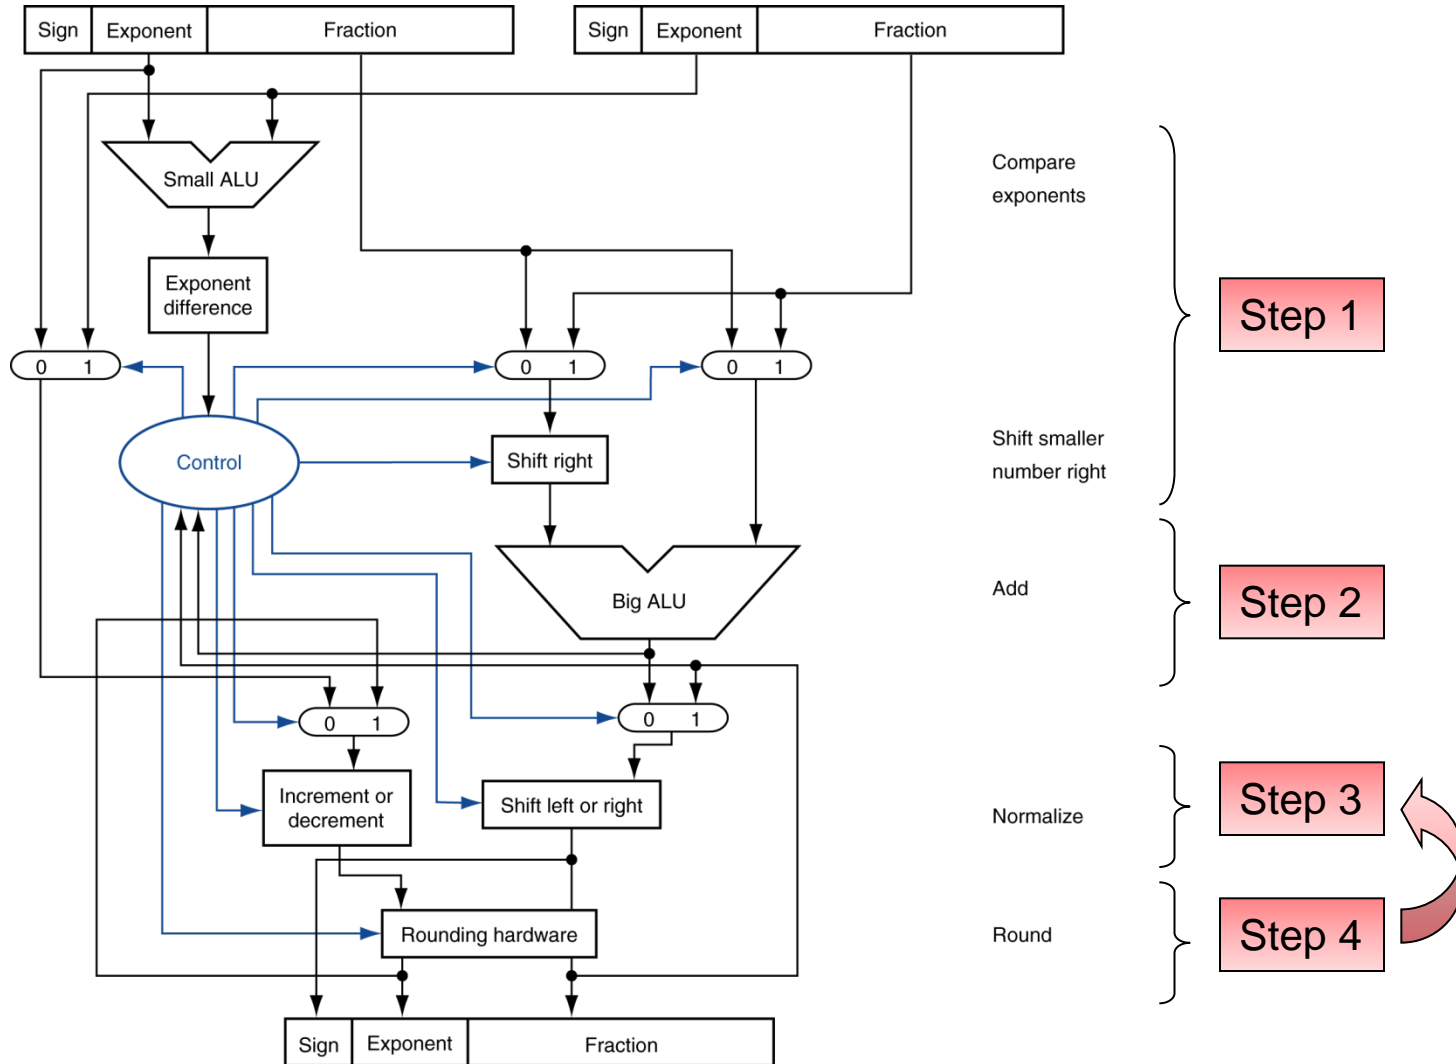 Sign Exponent Fraction Sign Exponent Fraction
Small ALU
Compare
exponents
Exponent
difference
Step 1
0 1 0 1 0 1
Shift smaller
number right
Control
Shift right
Add
Step 2
Big ALU
0 1 0 1
Increment or
decrement
Shift left or right
Normalize
Step 3
Rounding hardware
Round
Step 4
Sign Exponent Fraction